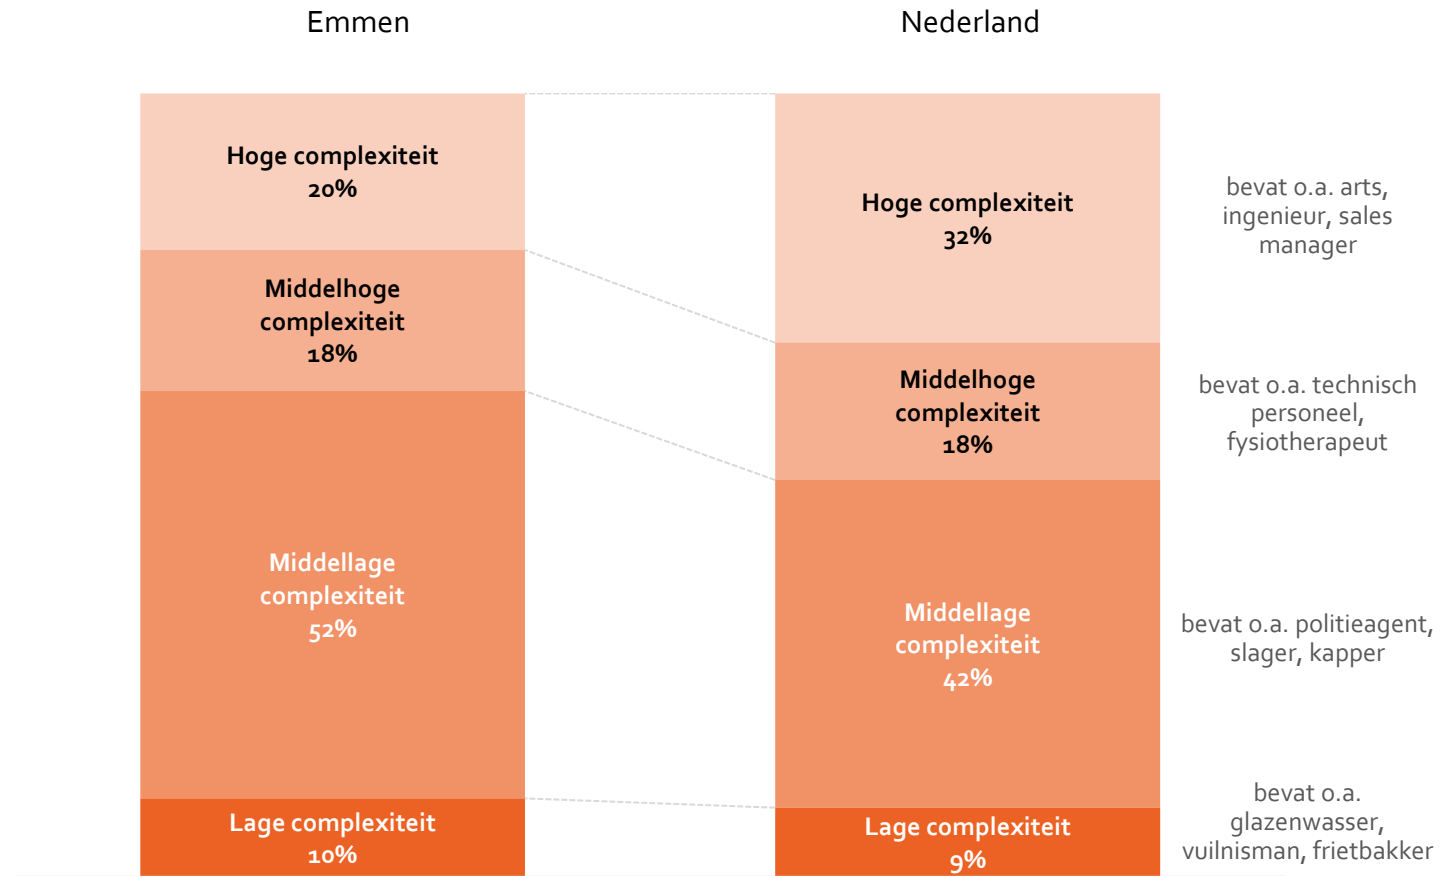 Emmen
Nederland
Hoge complexiteit
20%
Middelhoge
complexiteit
18%
Middellage
complexiteit
52%
Lage complexiteit
10%
Hoge complexiteit
32%
Middelhoge
complexiteit
18%
Middellage
complexiteit
42%
Lage complexiteit
9%
bevat o.a. arts,
ingenieur, sales
manager
bevat o.a. technisch
personeel,
fysiotherapeut
bevat o.a. politieagent,
slager, kapper
bevat o.a.
glazenwasser,
vuilnisman, frietbakker